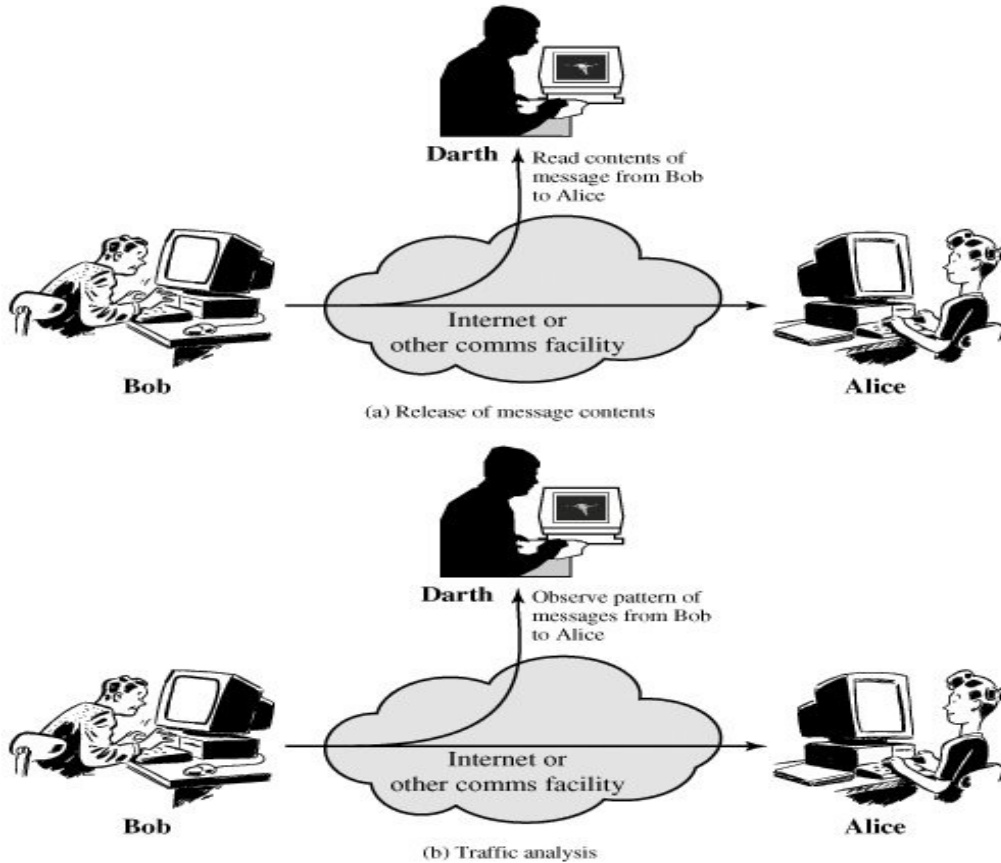 Darth
Read contents of
message from Bob
to Alice
Internet or
other comms facility
Bob
Alice
(a) Release of message contents
Darth
Observe pattern of
messages from Bob
to Alice
Internet or
other comms facility
Bob
Alice
(b) Traffic analysis